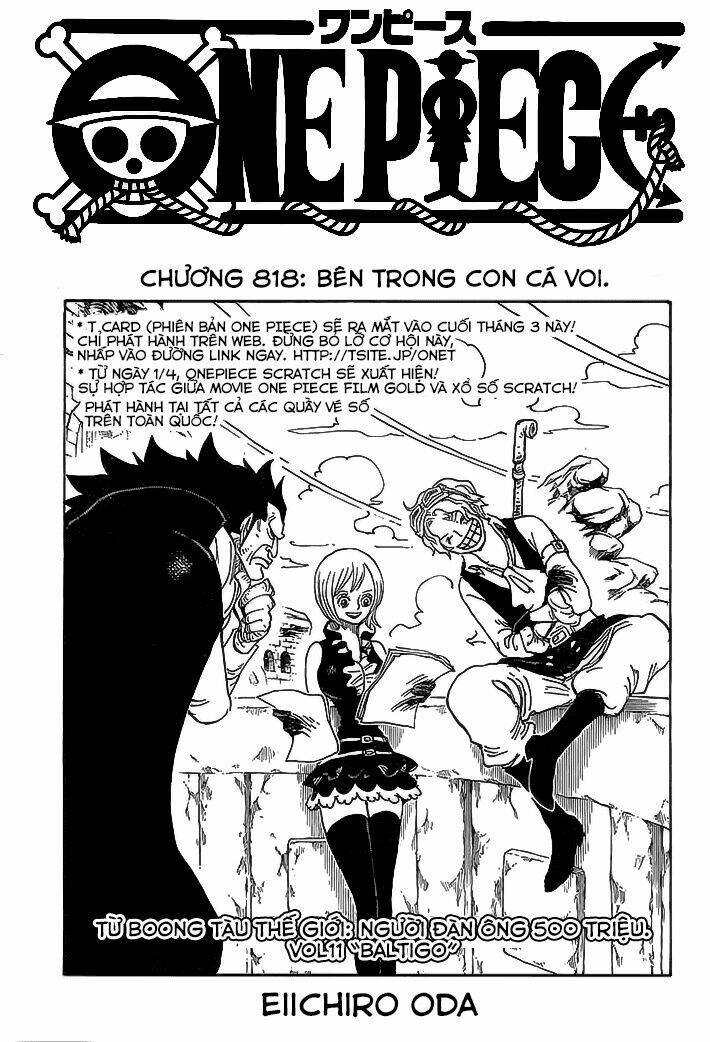 ワンピース
ONE PIECE
CHƯƠNG 818: BÊN TRONG CON CÁ VOI.
* T CARD (PHIÊN BẢN ONE PIECE) SẼ RA MẮT VÀO CUỐI THÁNG 3 NÀY!
CHỈ PHÁT HÀNH TRÊN WEB. ĐỪNG BỎ LỠ CƠ HỘI NÀY,
NHẤP VÀO ĐƯỜNG LINK NGAY. HTTP://TSITE.JP/ONET
* TỪ NGÀY 1/4, ONEPIECE SCRATCH SẼ XUẤT HIỆN!
SỰ HỢP TÁC GIỮA MOVIE ONE PIECE FILM GOLD VÀ XỔ SỐ SCRATCH!
PHÁT HÀNH TẠI TẤT CẢ CÁC QUẦY VÉ SỐ
TRÊN TOÀN QUỐC!
TỪ BOONG TÀU THẾ GIỚI: NGƯỜI ĐÀN ÔNG 500 TRIỆU.
VOL11 "BALTIGO"
EIICHIRO ODA